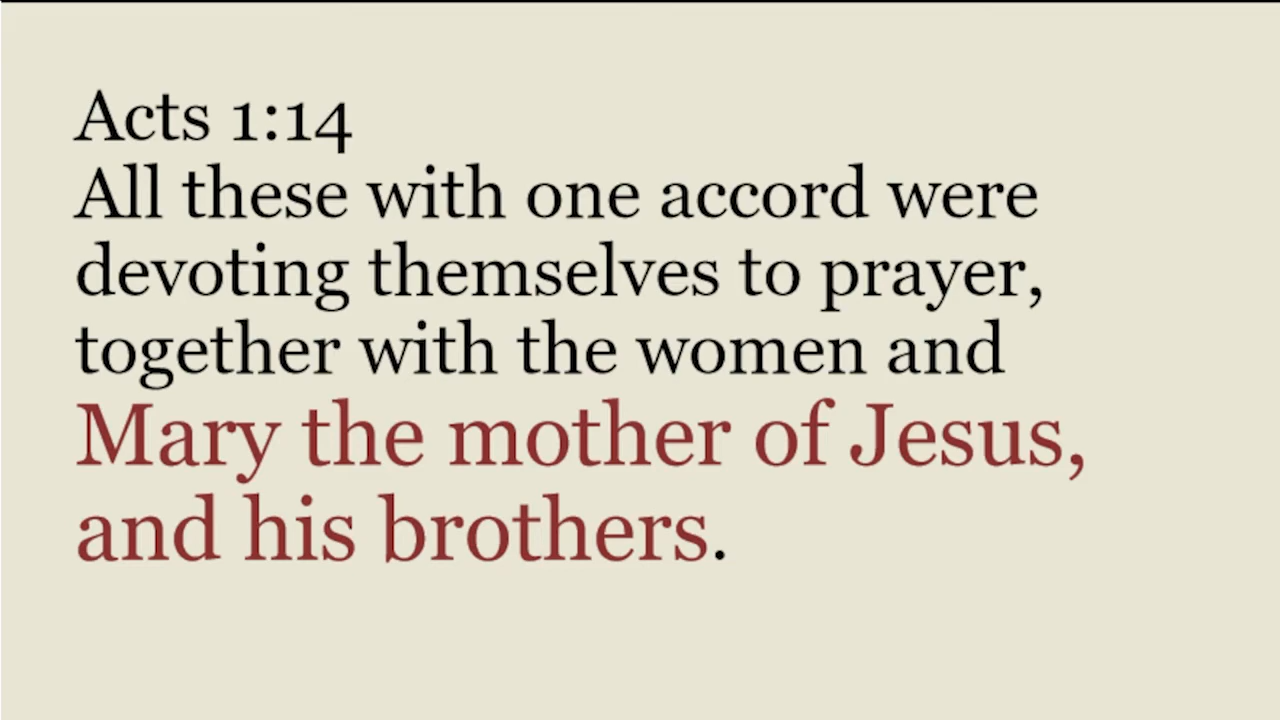 Acts 1:14
All these with one accord were
devoting themselves to prayer,
together with the women and
Mary the mother of Jesus,
and his brothers.